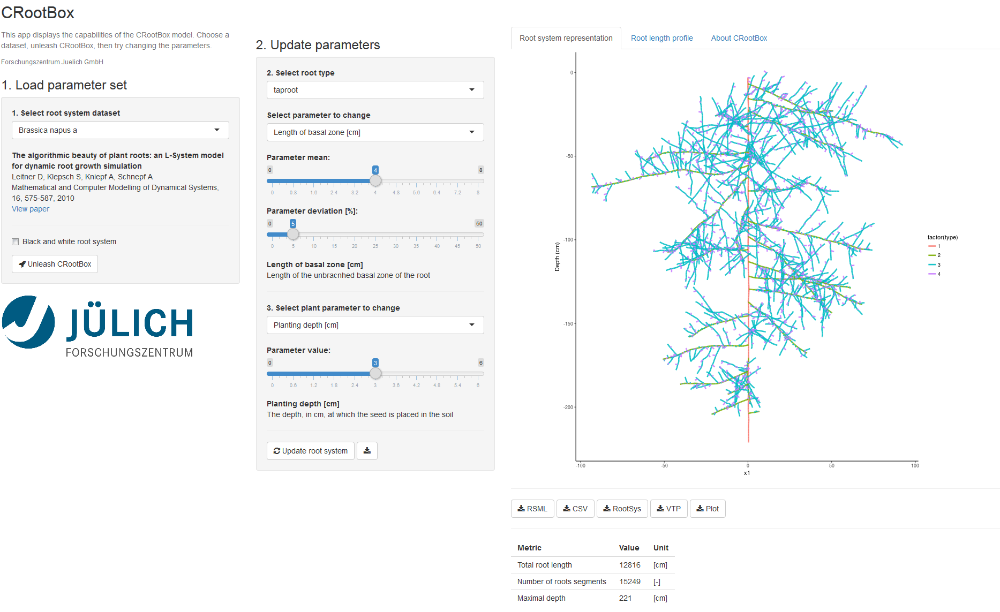 CRootBox
This app displays the capabilities of the CRootBox model. Choose a
dataset, unleash CRootBox, then try changing the parameters.
Forschungszentrum Juelich GmbH
1. Load parameter set
1. Select root system dataset
Brassica napus a
The algorithmic beauty of plant roots: an L-System model
for dynamic root growth simulation
Leitner D, Klepsch S, Kniepf A, Schnepf A
Mathematical and Computer Modelling of Dynamical Systems,
16, 575-587, 2010
View paper
Black and white root system
Unleash CRootBox
JÜLICH
FORSCHUNGSZENTRUM
2. Update parameters
2. Select root type
taproot
Select parameter to change
Length of basal zone [cm]
Parameter mean:
0 4 8
0 0.8 1.6 2.4 3.2 4 4.8 5.6 6.4 7.2 8
Parameter deviation [%]:
0 5 50
0 5 10 15 20 25 30 35 40 45 50
Length of basal zone [cm]
Length of the unbracnhed basal zone of the root
3. Select plant parameter to change
Planting depth [cm]
Parameter value:
0 3 6
0 0.6 1.2 1.8 2.4 3 3.6 4.2 4.8 5.4 6
Planting depth [cm]
The depth, in cm, at which the seed is placed in the soil
Update root system
Root system representation Root length profile About CRootBox
0
-50
-100
-150
-200
Depth (cm)
-100 -50 0 50 100
x1
factor(type)
1
2
3
4
RSML CSV RootSys VTP Plot
Metric Value Unit
Total root length 12816 [cm]
Number of roots segments 15249 [-]
Maximal depth 221 [cm]